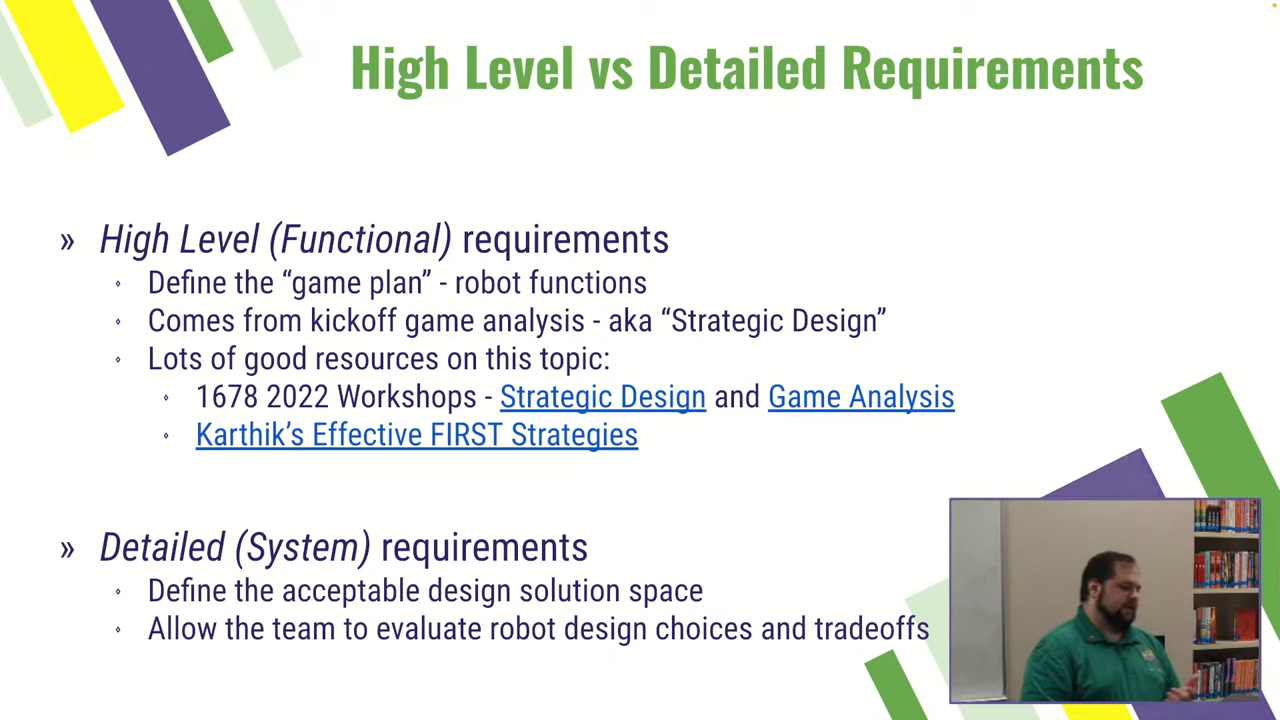 High Level vs Detailed Requirements
» High Level (Functional) requirements
Define the “game plan” - robot functions
Comes from kickoff game analysis - aka “Strategic Design”
Lots of good resources on this topic:
1678 2022 Workshops - Strategic Design and Game Analysis
Karthik’s Effective FIRST Strategies
» Detailed (System) requirements
Define the acceptable design solution space
Allow the team to evaluate robot design choices and tradeoffs